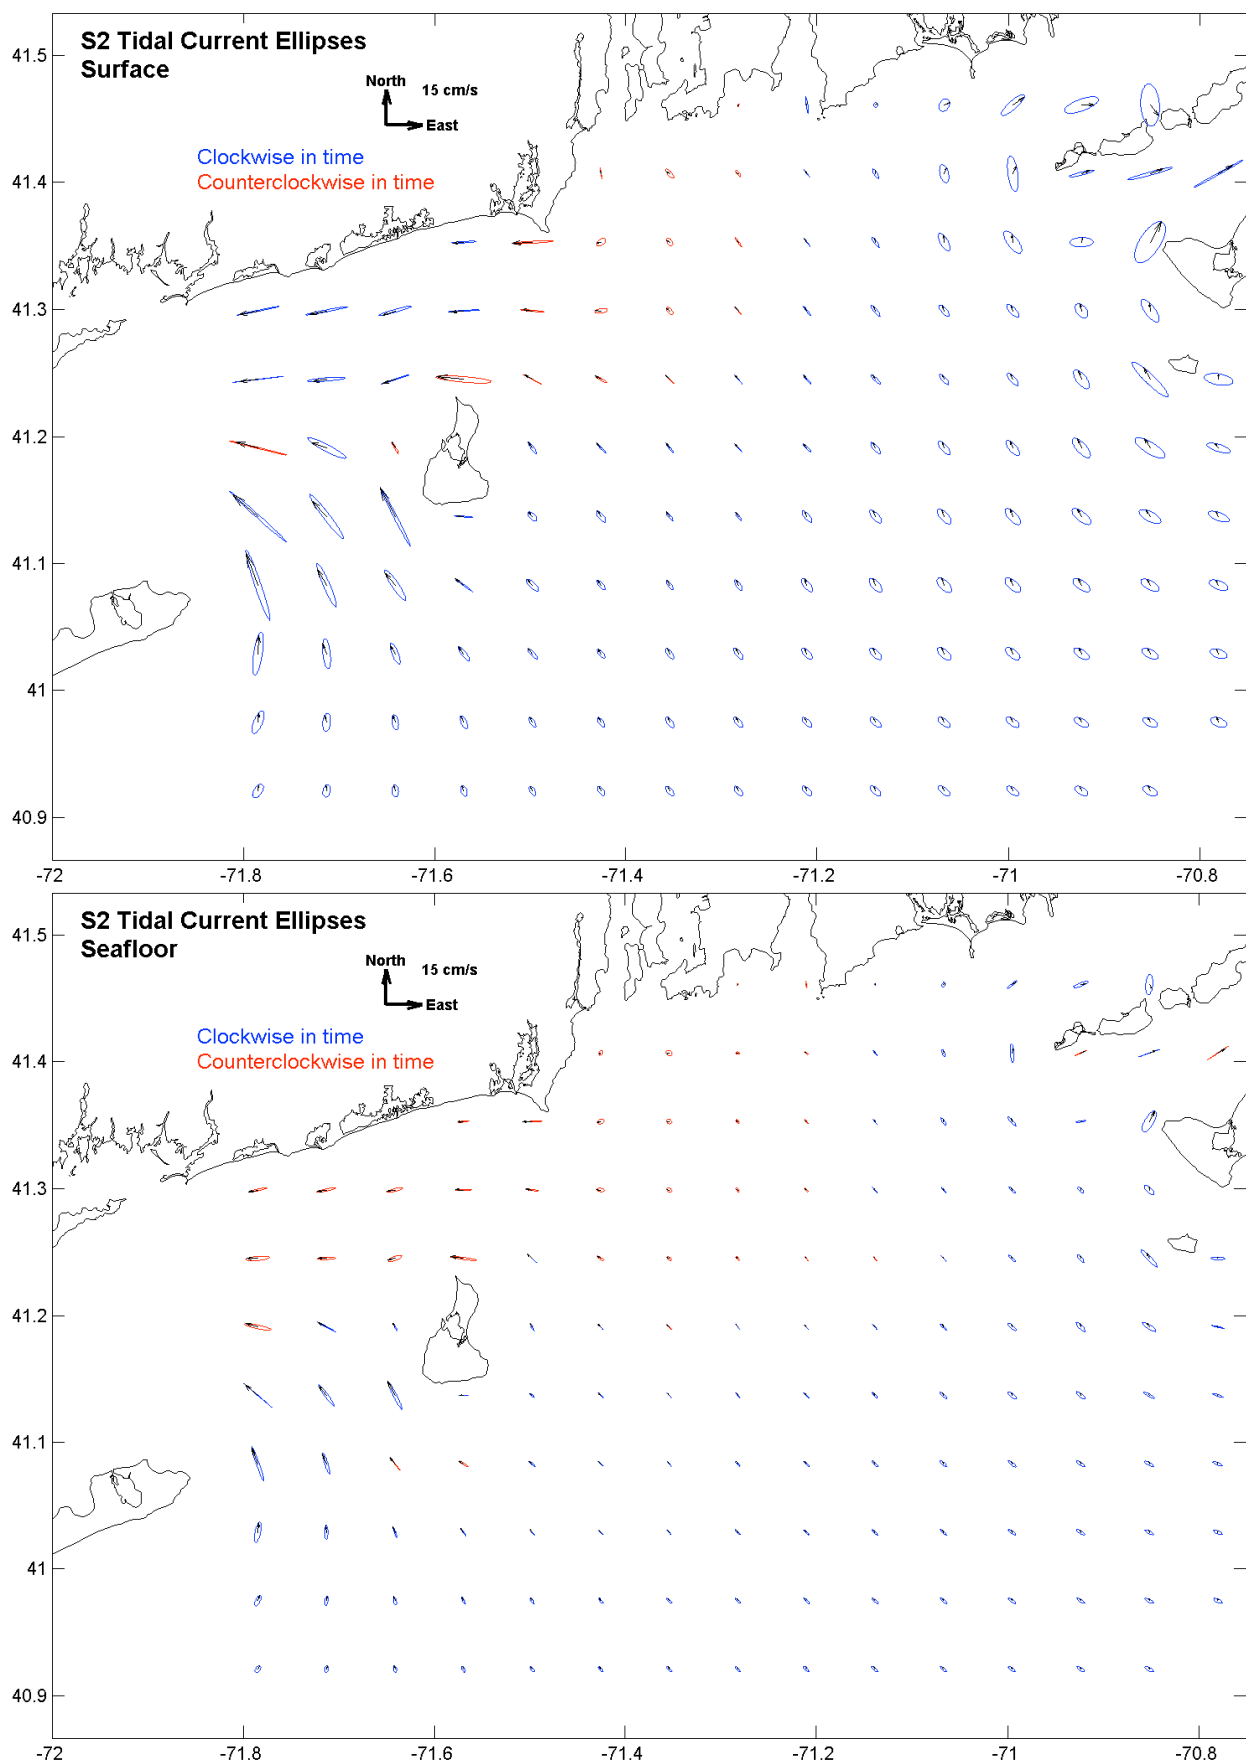 S2 Tidal Current Ellipses
Surface
North
15 cm/s
East
Clockwise in time
Counterclockwise in time
41.5
41.4
41.3
41.2
41.1
41
40.9
-72
-71.8
-71.6
-71.4
-71.2
-71
-70.8
S2 Tidal Current Ellipses
Seafloor
North
15 cm/s
East
Clockwise in time
Counterclockwise in time
41.5
41.4
41.3
41.2
41.1
41
40.9
-72
-71.8
-71.6
-71.4
-71.2
-71
-70.8